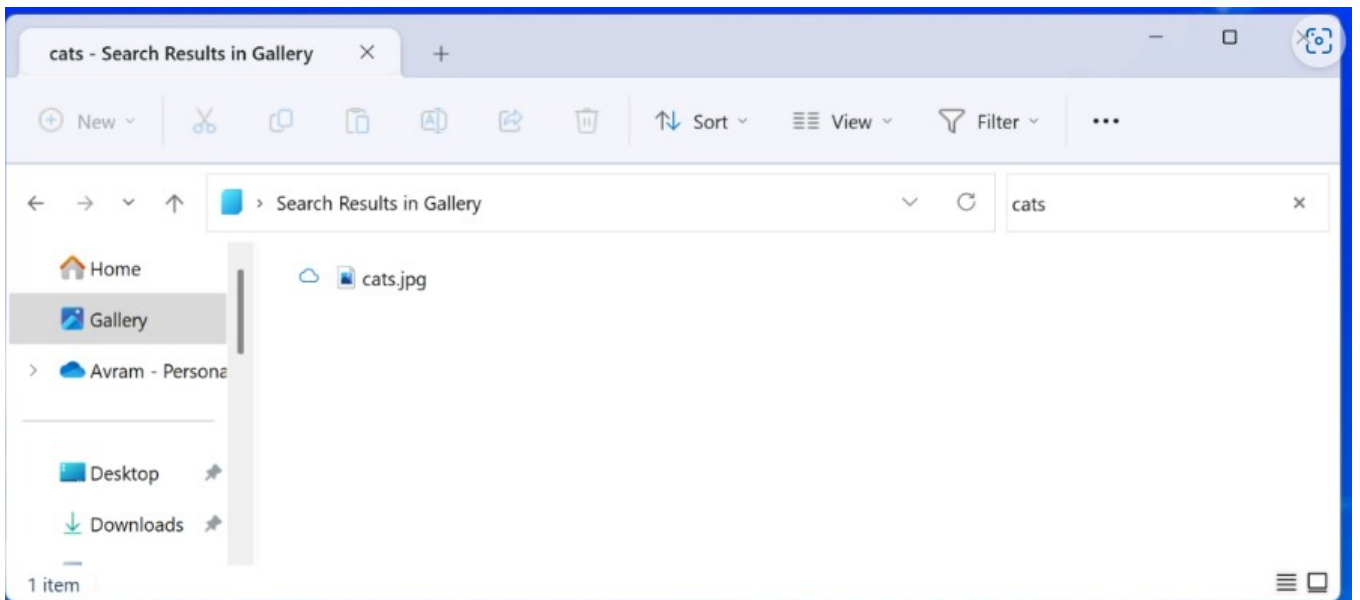 cats - Search Results in Gallery
New Sort View Filter
Search Results in Gallery cats
Home
cats.jpg
Gallery
Avram - Persona
Desktop
Downloads
1 item